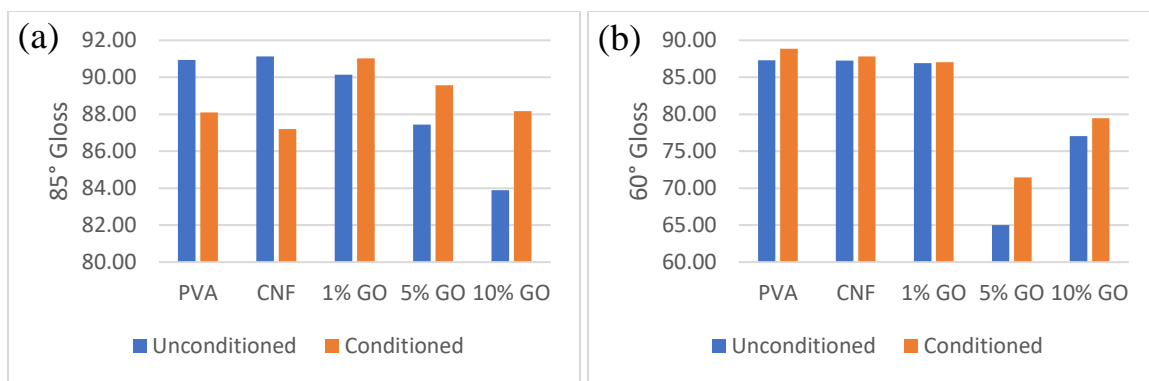 (a)
85° Gloss
92.00
90.00
88.00
86.00
84.00
82.00
80.00
PVA CNF 1% GO 5% GO 10% GO
Unconditioned Conditioned
(b)
60° Gloss
90.00
85.00
80.00
75.00
70.00
65.00
60.00
PVA CNF 1% GO 5% GO 10% GO
Unconditioned Conditioned